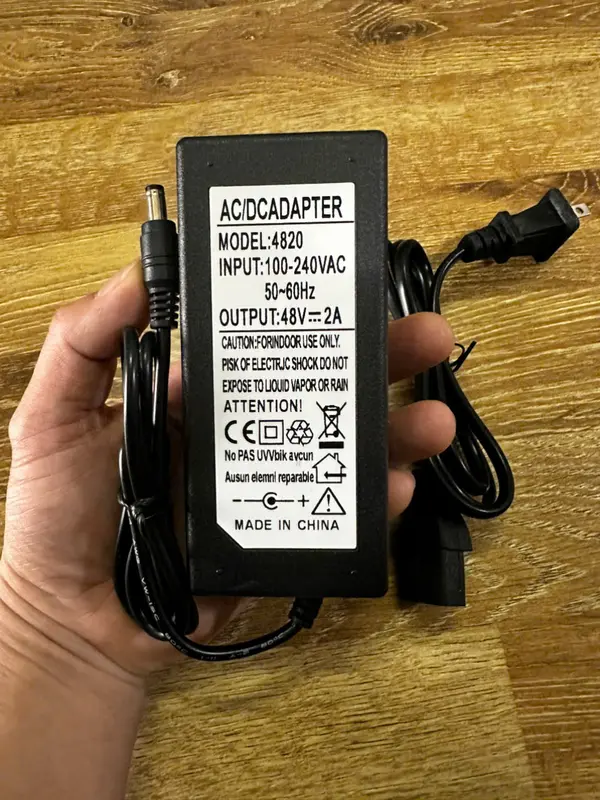 AC/DCADAPTER
MODEL:4820
INPUT:100-240VAC
50~60Hz
OUTPUT:48V⎓2A
CAUTION:FORINDOOR USE ONLY.
PISK OF ELECTRJC SHOCK DO NOT
EXPOSE TO LIOUID VAPOR OR RAIN
ATTENTION!
CE
No PAS UVVbik avcun
Ausun elemni reparable
- +
MADE IN CHINA